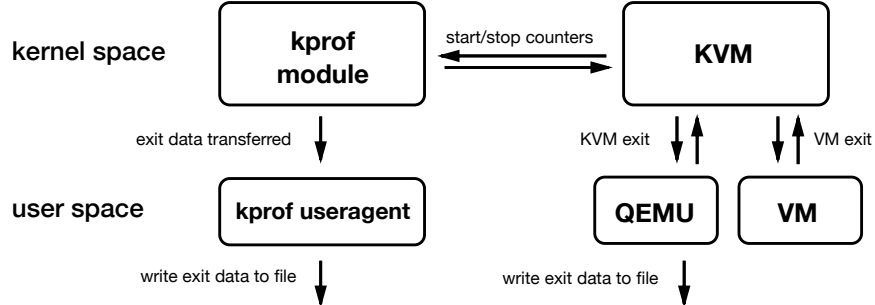 kernel space
kprof
module
start/stop counters
KVM
exit data transferred
KVM exit
VM exit
user space
kprof useragent
QEMU
VM
write exit data to file
write exit data to file